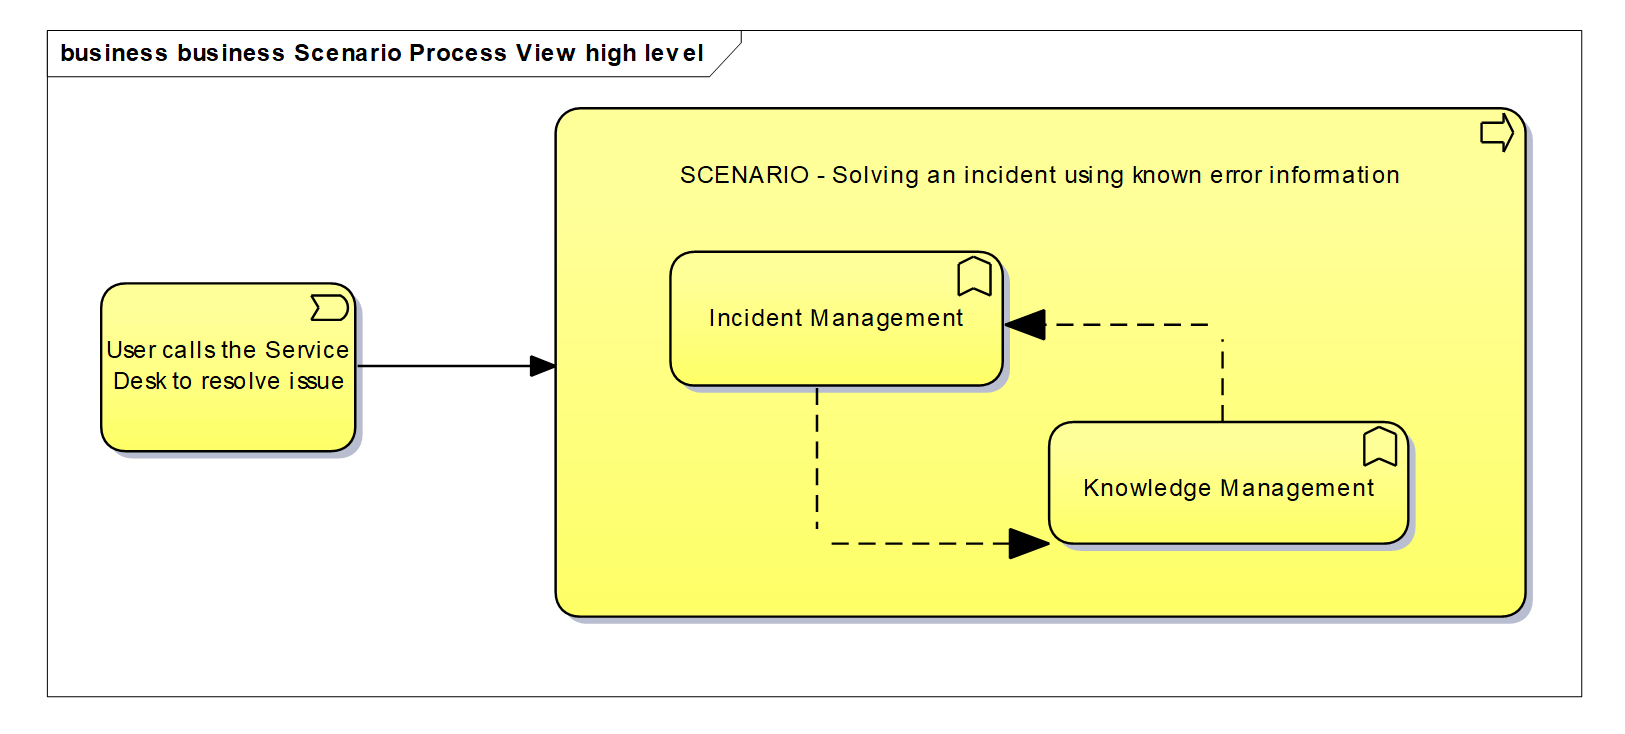 business business Scenario Process View high level
SCENARIO - Solving an incident using known error information
Incident Management
User calls the Service
Desk to resolve issue
Knowledge Management